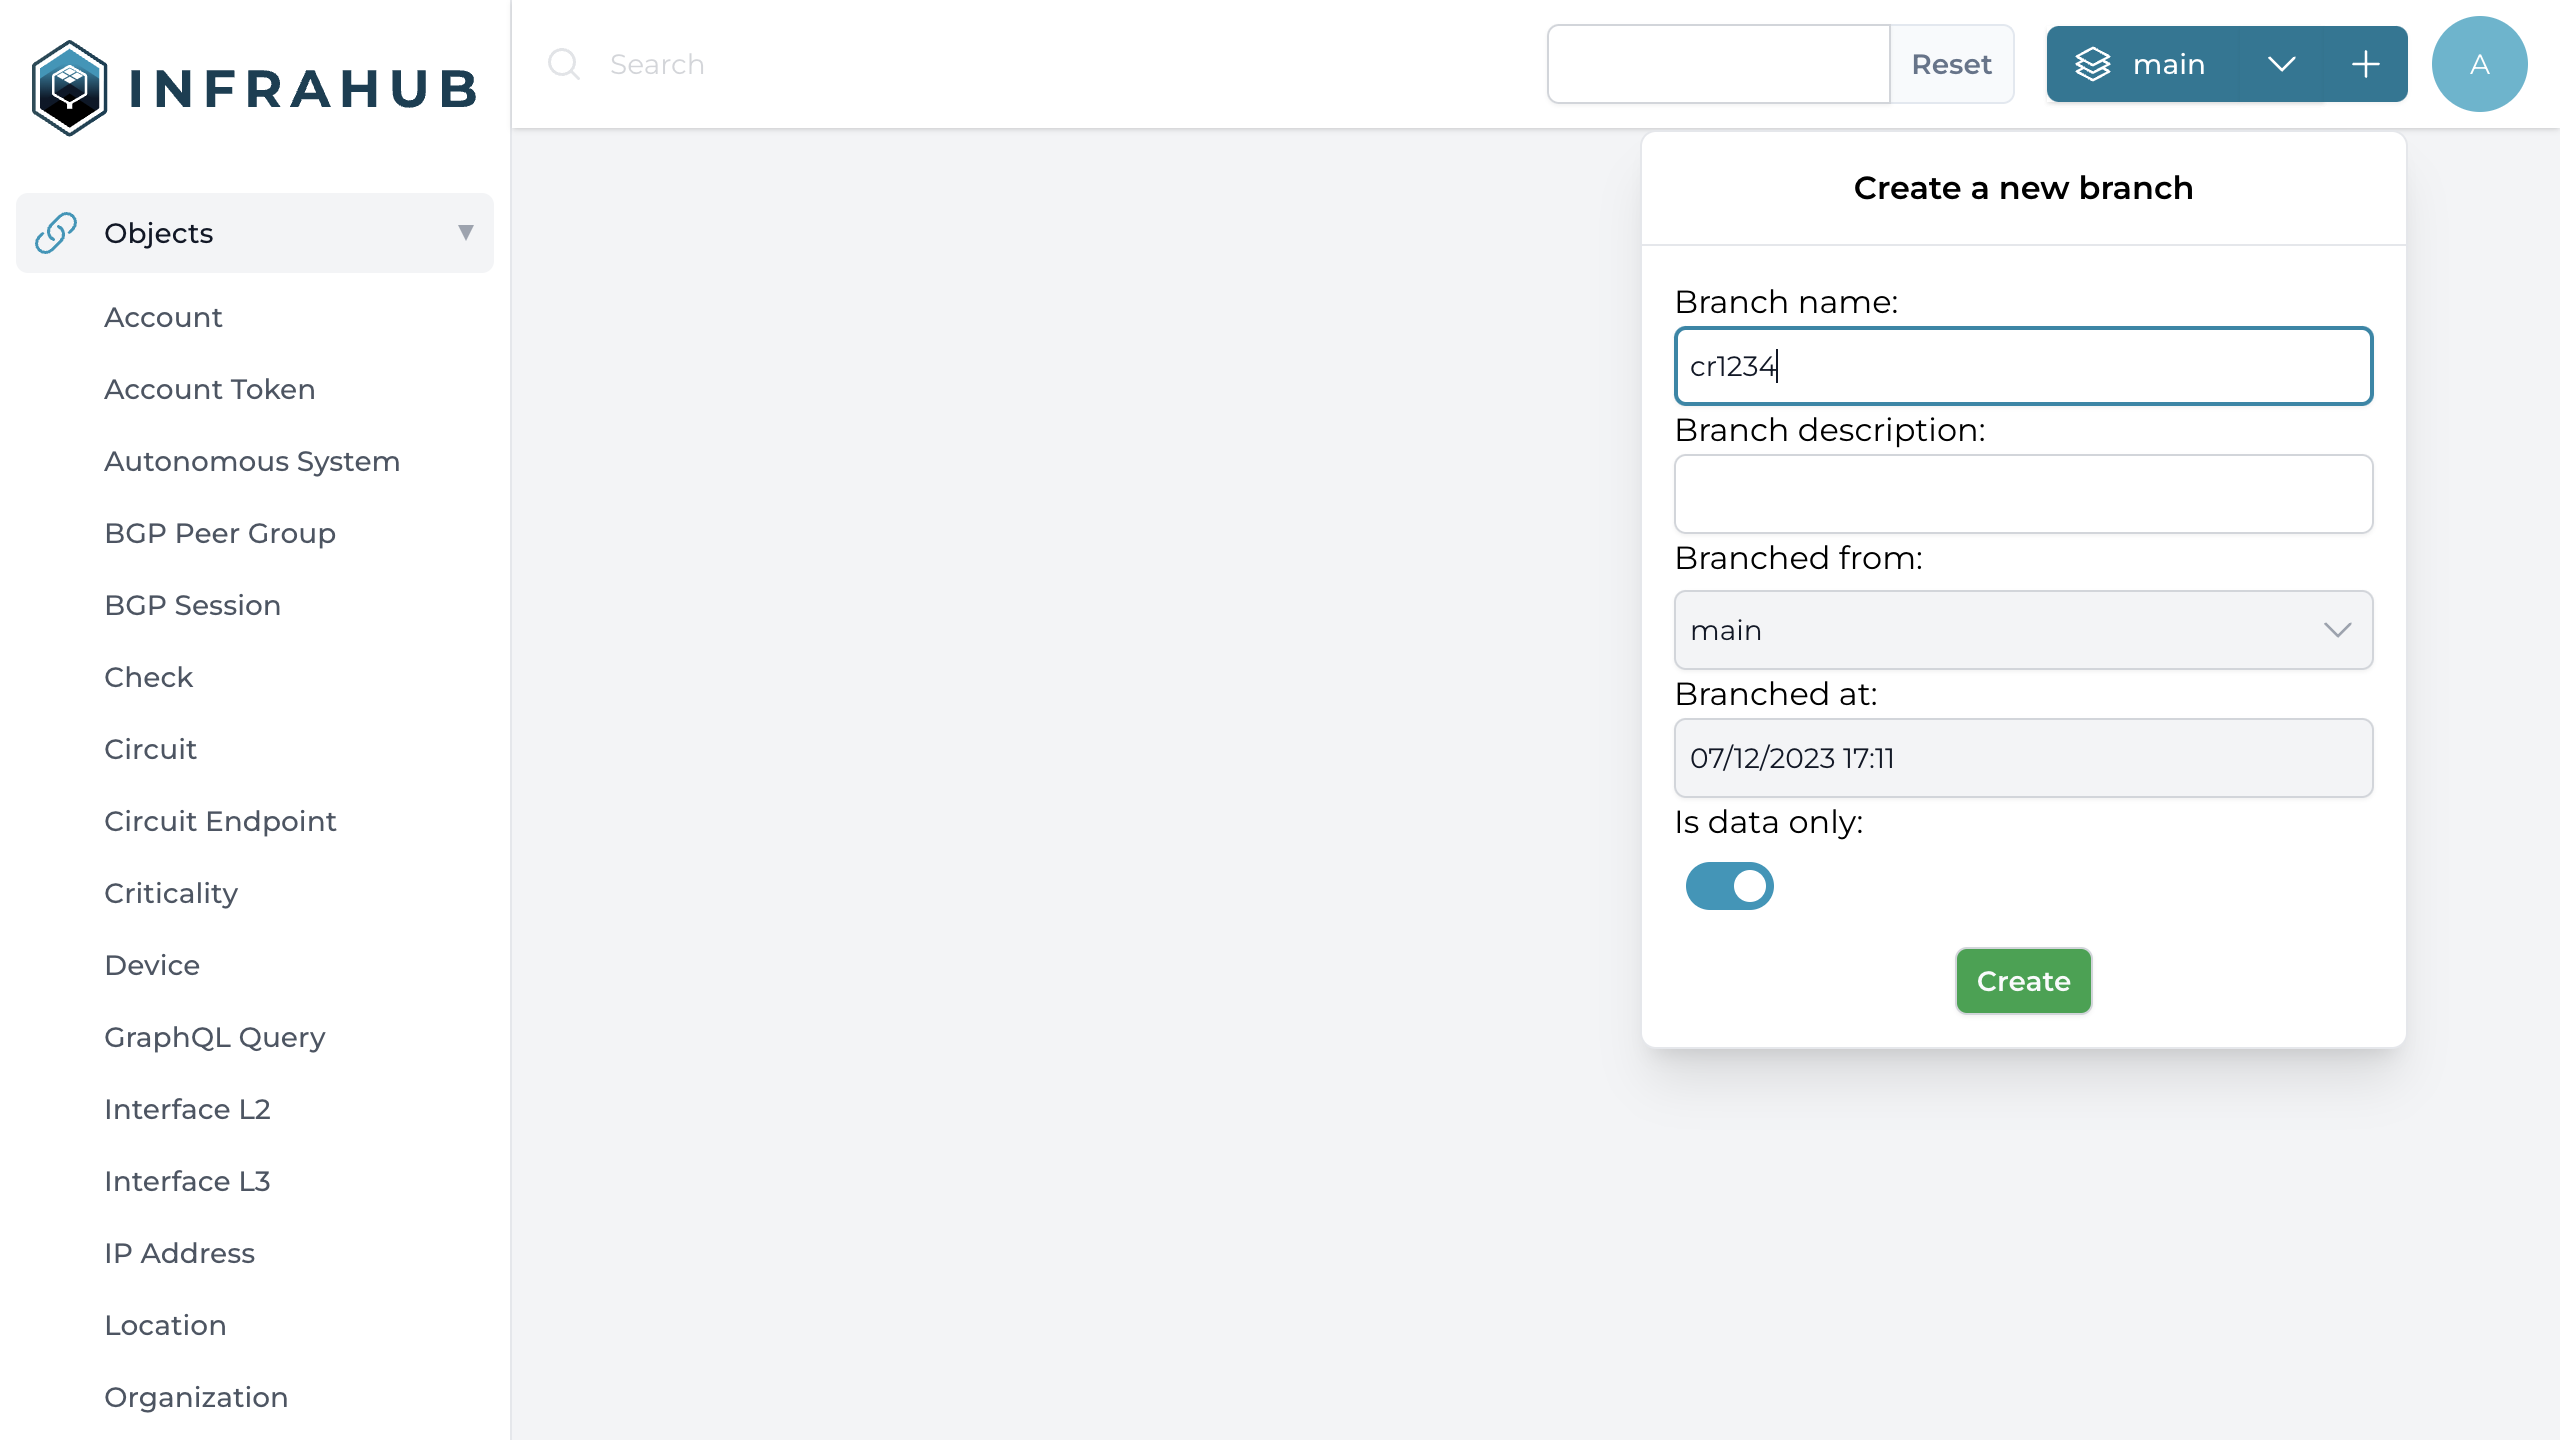 INFRAHUB
Search
Reset
main
A
Objects
Account
Account Token
Autonomous System
BGP Peer Group
BGP Session
Check
Circuit
Circuit Endpoint
Criticality
Device
GraphQL Query
Interface L2
Interface L3
IP Address
Location
Organization
Create a new branch
Branch name:
cr1234
Branch description:
Branched from:
main
Branched at:
07/12/2023 17:11
Is data only:
Create